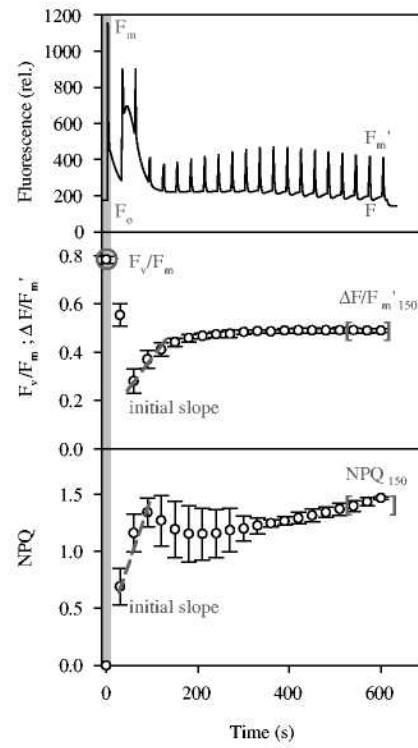 1200
1000
800
600
400
200
0
Fluorescence (rel.)
Fm
Fo
Fm'
F
0.8
0.6
0.4
0.2
0.0
Fv/Fm ; ΔF/Fm'
Fv/Fm
ΔF/Fm'150
initial slope
1.5
1.0
0.5
0.0
NPQ
NPQ150
initial slope
0 200 400 600
Time (s)